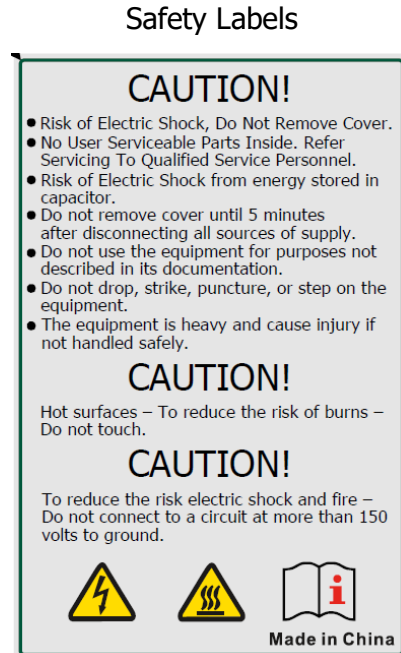 Safety Labels
CAUTION!
● Risk of Electric Shock, Do Not Remove Cover.
● No User Serviceable Parts Inside. Refer
Servicing To Qualified Service Personnel.
● Risk of Electric Shock from energy stored in
capacitor.
● Do not remove cover until 5 minutes
after disconnecting all sources of supply.
● Do not use the equipment for purposes not
described in its documentation.
● Do not drop, strike, puncture, or step on the
equipment.
● The equipment is heavy and cause injury if
not handled safely.
CAUTION!
Hot surfaces – To reduce the risk of burns –
Do not touch.
CAUTION!
To reduce the risk electric shock and fire –
Do not connect to a circuit at more than 150
volts to ground.
i
Made in China